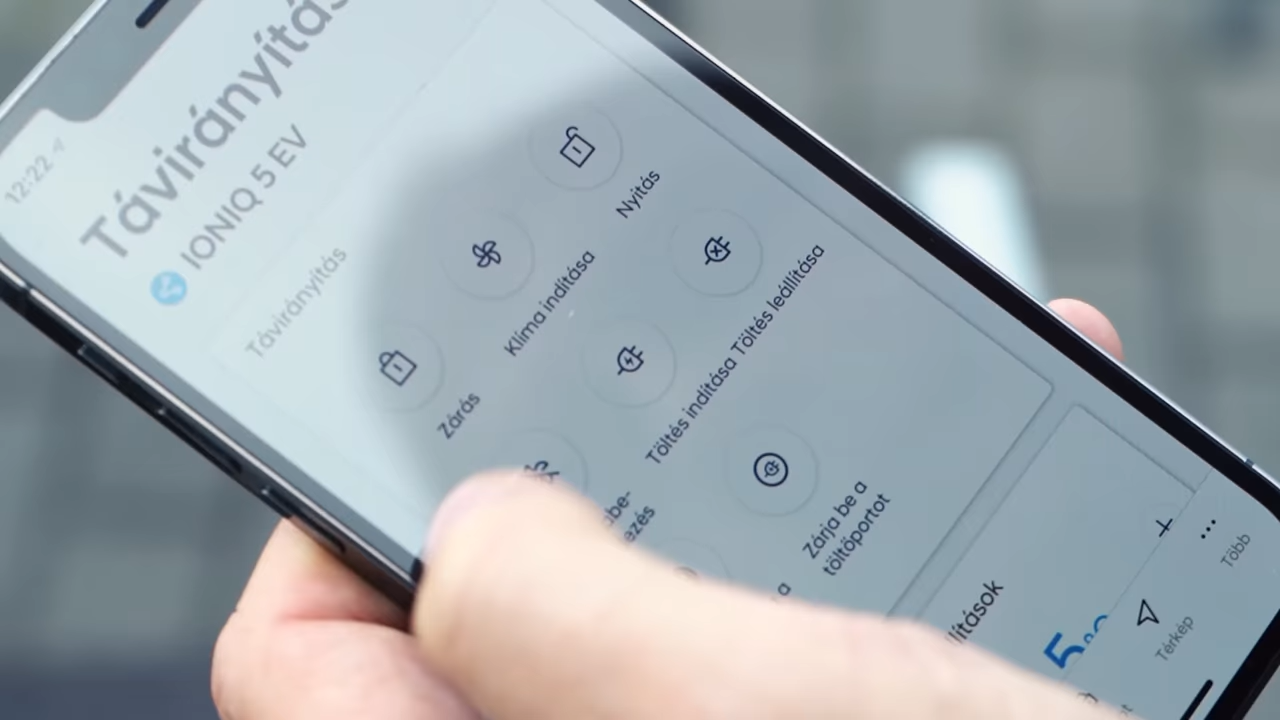 12:22
Távirányítás
IONIQ 5 EV
Távirányítás
Zárás
Klíma indítása
Nyitás
Töltés indítása
Töltés leállítása
Zárja be a
töltőportot
Térkép
Több